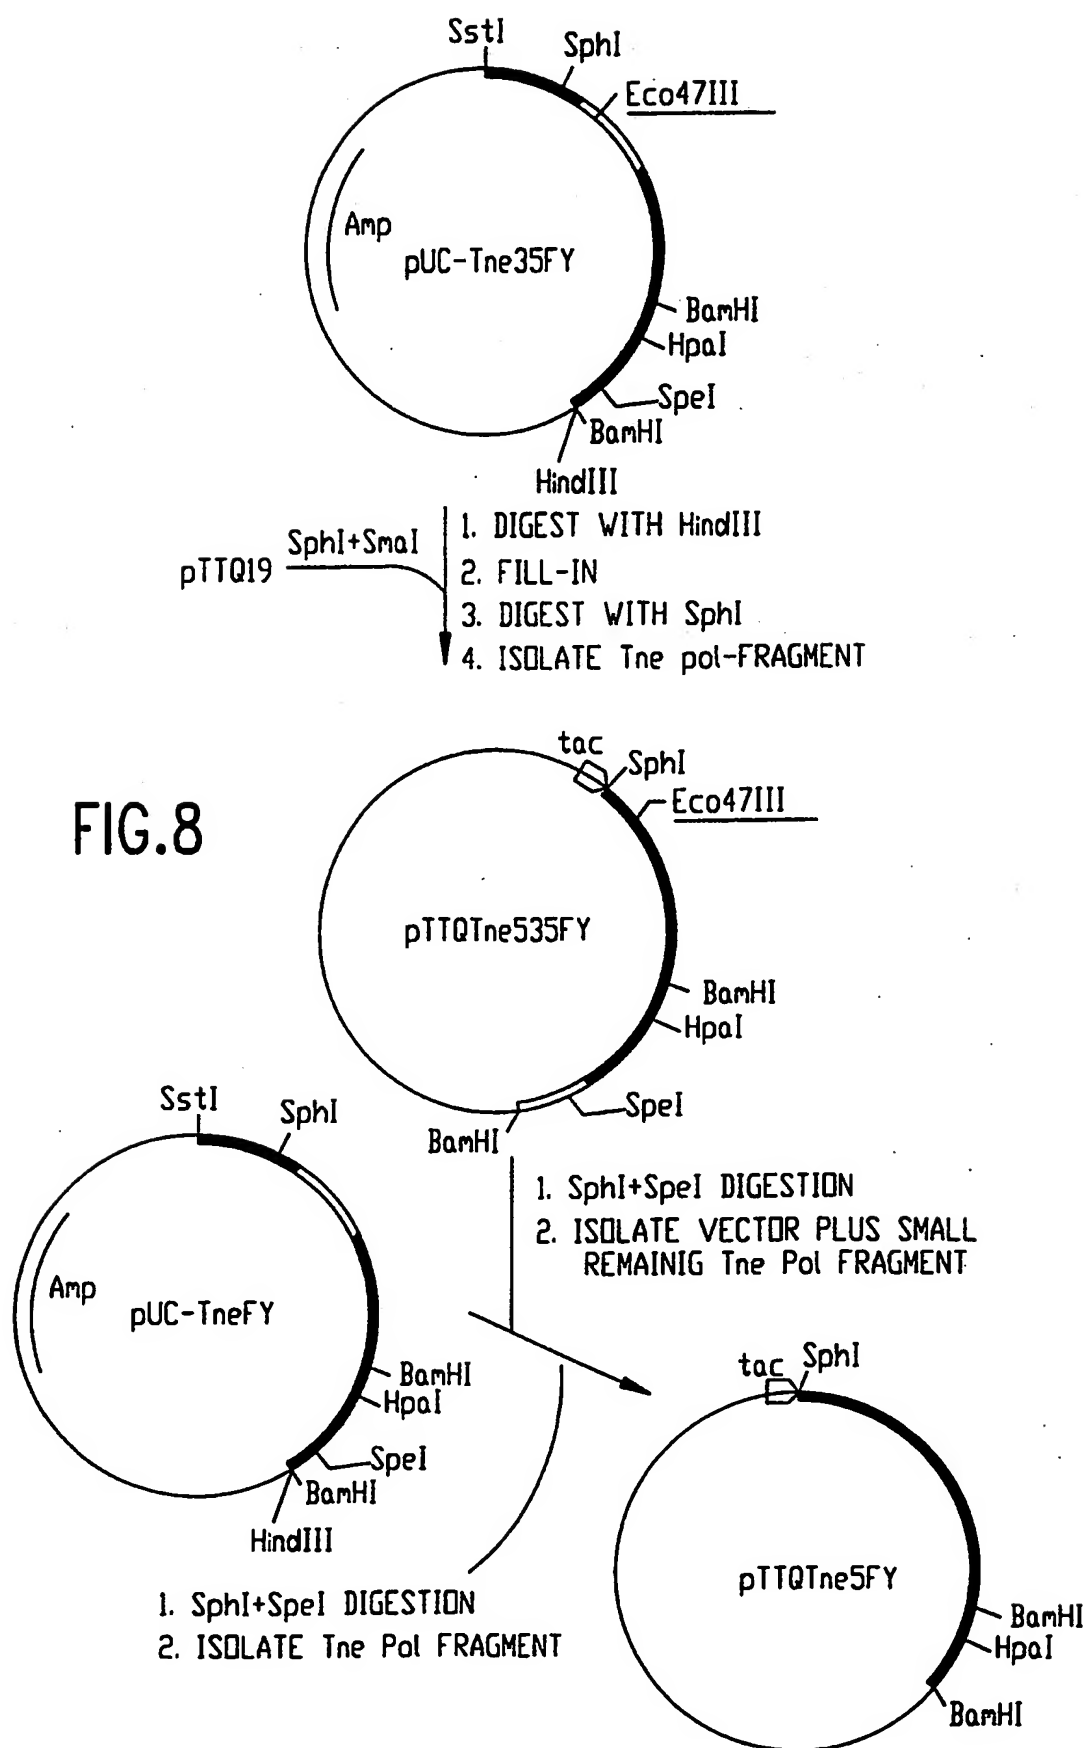 SstI
SphI
Eco47III
Amp
pUC-Tne35FY
BamHI
HpaI
SpeI
BamHI
HindIII
pTTQ19
SphI+SmaI
1. DIGEST WITH HindIII
2. FILL-IN
3. DIGEST WITH SphI
4. ISOLATE Tne pol-FRAGMENT
FIG.8
tac
SphI
Eco47III
pTTQTne535FY
BamHI
HpaI
SpeI
BamHI
1. SphI+SpeI DIGESTION
2. ISOLATE VECTOR PLUS SMALL
REMAINIG Tne Pol FRAGMENT
SstI
SphI
Amp
pUC-TneFY
BamHI
HpaI
SpeI
BamHI
HindIII
1. SphI+SpeI DIGESTION
2. ISOLATE Tne Pol FRAGMENT
tac
SphI
pTTQTne5FY
BamHI
HpaI
BamHI